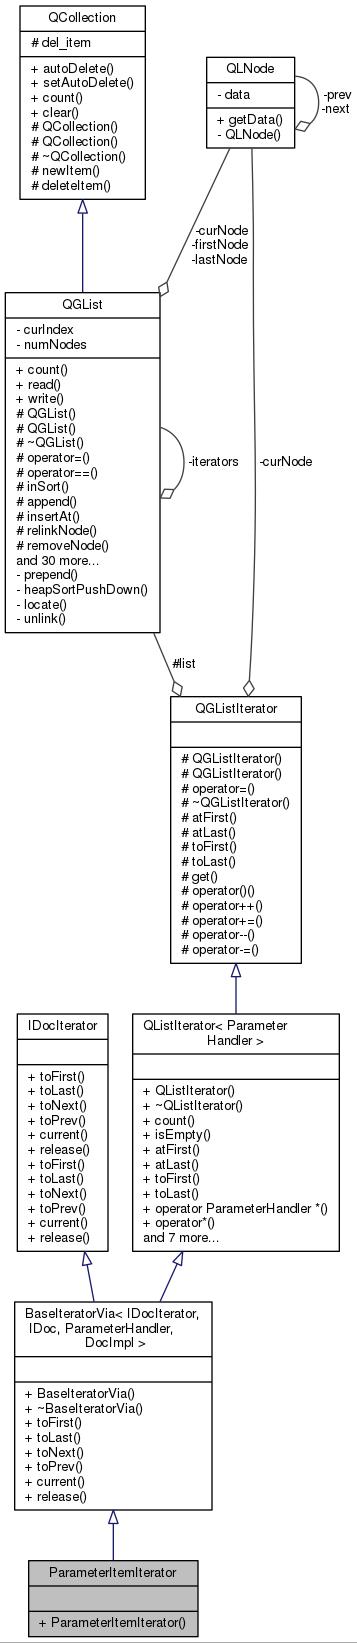 QCollection
# del_item
+ autoDelete()
+ setAutoDelete()
+ count()
+ clear()
# QCollection()
# QCollection()
# ~QCollection()
# newItem()
# deleteItem()
QLNode
- data
+ getData()
- QLNode()
-prev
-next
-curNode
-firstNode
-lastNode
QGList
- curIndex
- numNodes
+ count()
+ read()
+ write()
# QGList()
# QGList()
# ~QGList()
# operator=()
# operator==()
# inSort()
# append()
# insertAt()
# relinkNode()
# removeNode()
and 30 more...
- prepend()
- heapSortPushDown()
- locate()
- unlink()
-iterators
-curNode
#list
QGListIterator
# QGListIterator()
# QGListIterator()
# operator=()
# ~QGListIterator()
# atFirst()
# atLast()
# toFirst()
# toLast()
# get()
# operator()()
# operator++()
# operator+=()
# operator--()
# operator-=()
IDocIterator
+ toFirst()
+ toLast()
+ toNext()
+ toPrev()
+ current()
+ release()
+ toFirst()
+ toLast()
+ toNext()
+ toPrev()
+ current()
+ release()
QListIterator< Parameter
Handler >
+ QListIterator()
+ ~QListIterator()
+ count()
+ isEmpty()
+ atFirst()
+ atLast()
+ toFirst()
+ toLast()
+ operator ParameterHandler *()
+ operator*()
and 7 more...
BaseIteratorVia< IDocIterator,
IDoc, ParameterHandler,
DocImpl >
+ BaseIteratorVia()
+ ~BaseIteratorVia()
+ toFirst()
+ toLast()
+ toNext()
+ toPrev()
+ current()
+ release()
ParameterItemIterator
+ ParameterItemIterator()